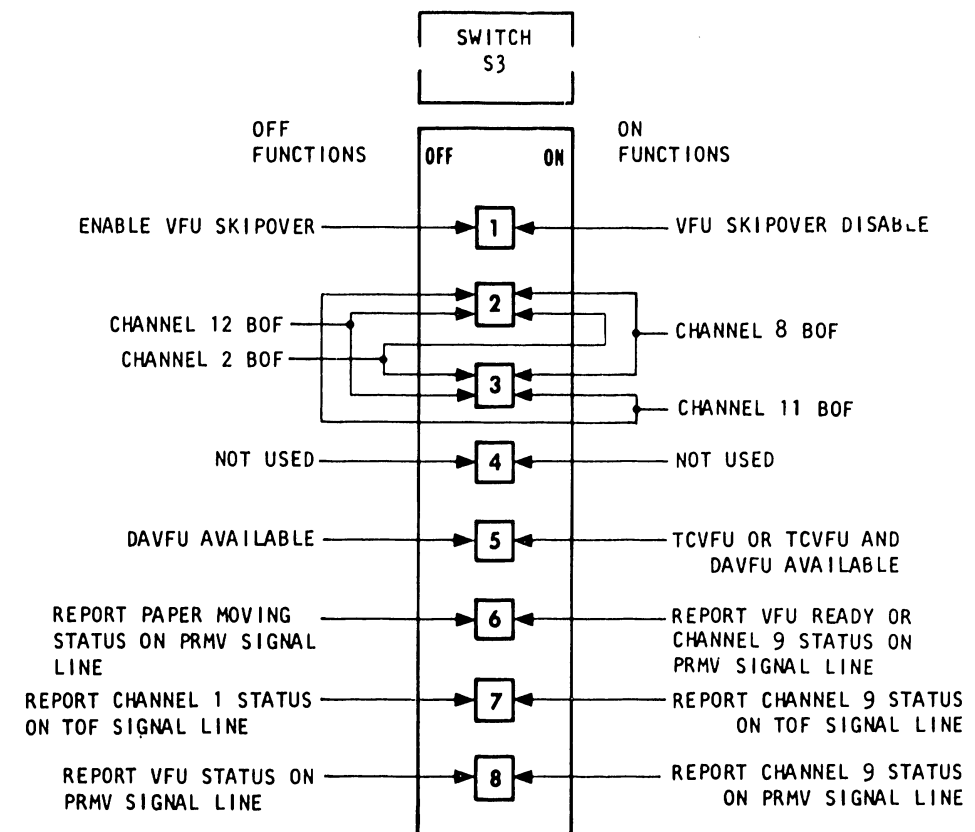 SWITCH
S3
OFF
FUNCTIONS
ON
FUNCTIONS
OFF
ON
ENABLE VFU SKIPOVER
1
VFU SKIPOVER DISABLE
2
CHANNEL 12 BOF
CHANNEL 8 BOF
CHANNEL 2 BOF
3
CHANNEL 11 BOF
NOT USED
4
NOT USED
DAVFU AVAILABLE
5
TCVFU OR TCVFU AND
DAVFU AVAILABLE
REPORT PAPER MOVING
STATUS ON PRMV SIGNAL
LINE
6
REPORT VFU READY OR
CHANNEL 9 STATUS ON
PRMV SIGNAL LINE
REPORT CHANNEL 1 STATUS
ON TOF SIGNAL LINE
7
REPORT CHANNEL 9 STATUS
ON TOF SIGNAL LINE
REPORT VFU STATUS ON
PRMV SIGNAL LINE
8
REPORT CHANNEL 9 STATUS
ON PRMV SIGNAL LINE